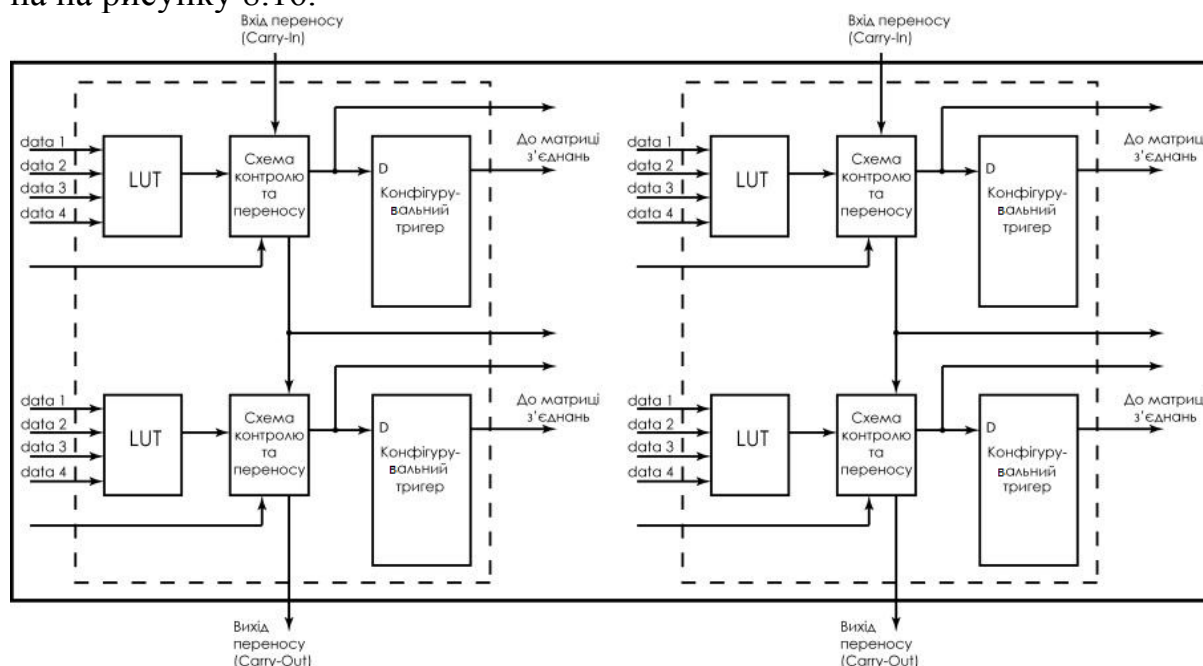 на на рисунку 8.16.
Вхід переносу
(Carry-In)
Вхід переносу
(Carry-In)
data 1
data 2
data 3
data 4
LUT
Схема
контролю
та
переносу
D
Конфігуру-
вальний
тригер
До матриці
з’єднань
data 1
data 2
data 3
data 4
LUT
Схема
контролю
та
переносу
D
Конфігуру-
вальний
тригер
До матриці
з’єднань
data 1
data 2
data 3
data 4
LUT
Схема
контролю
та
переносу
D
Конфігуру-
вальний
тригер
До матриці
з’єднань
data 1
data 2
data 3
data 4
LUT
Схема
контролю
та
переносу
D
Конфігуру-
вальний
тригер
До матриці
з’єднань
Вихід
переносу
(Carry-Out)
Вихід
переносу
(Carry-Out)